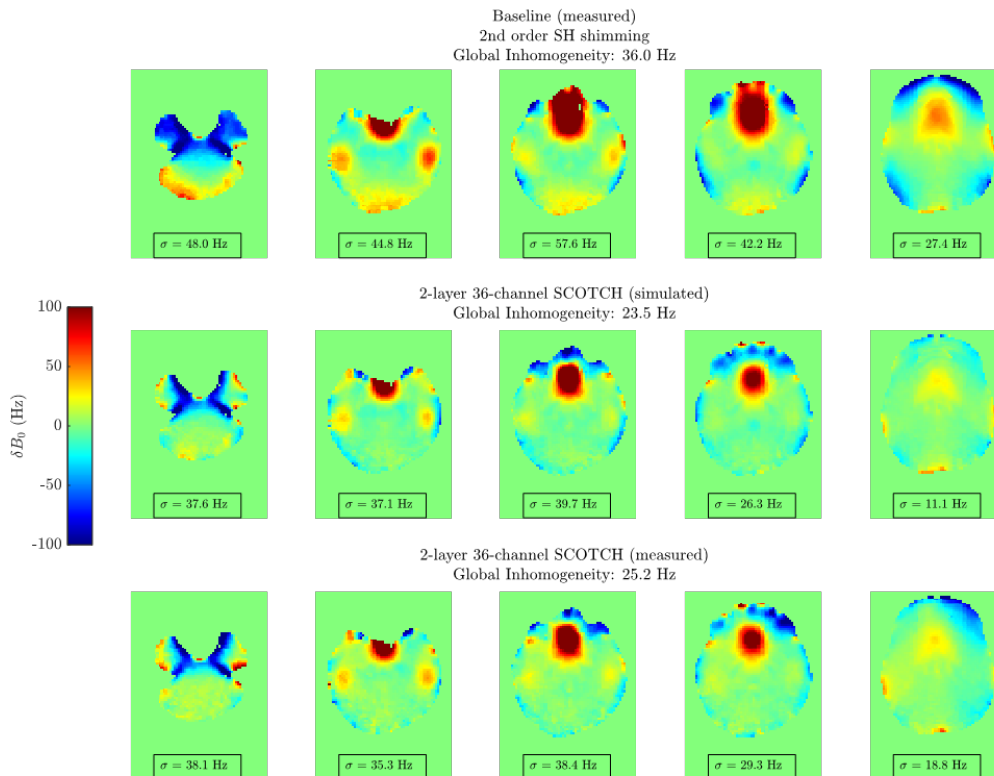 Baseline (measured)
2nd order SH shimming
Global Inhomogeneity: 36.0 Hz
σ = 48.0 Hz
σ = 44.8 Hz
σ = 57.6 Hz
σ = 42.2 Hz
σ = 27.4 Hz
2-layer 36-channel SCOTCH (simulated)
Global Inhomogeneity: 23.5 Hz
100
50
0
-50
-100
δB₀ (Hz)
σ = 37.6 Hz
σ = 37.1 Hz
σ = 39.7 Hz
σ = 26.3 Hz
σ = 11.1 Hz
2-layer 36-channel SCOTCH (measured)
Global Inhomogeneity: 25.2 Hz
σ = 38.1 Hz
σ = 35.3 Hz
σ = 38.4 Hz
σ = 29.3 Hz
σ = 18.8 Hz